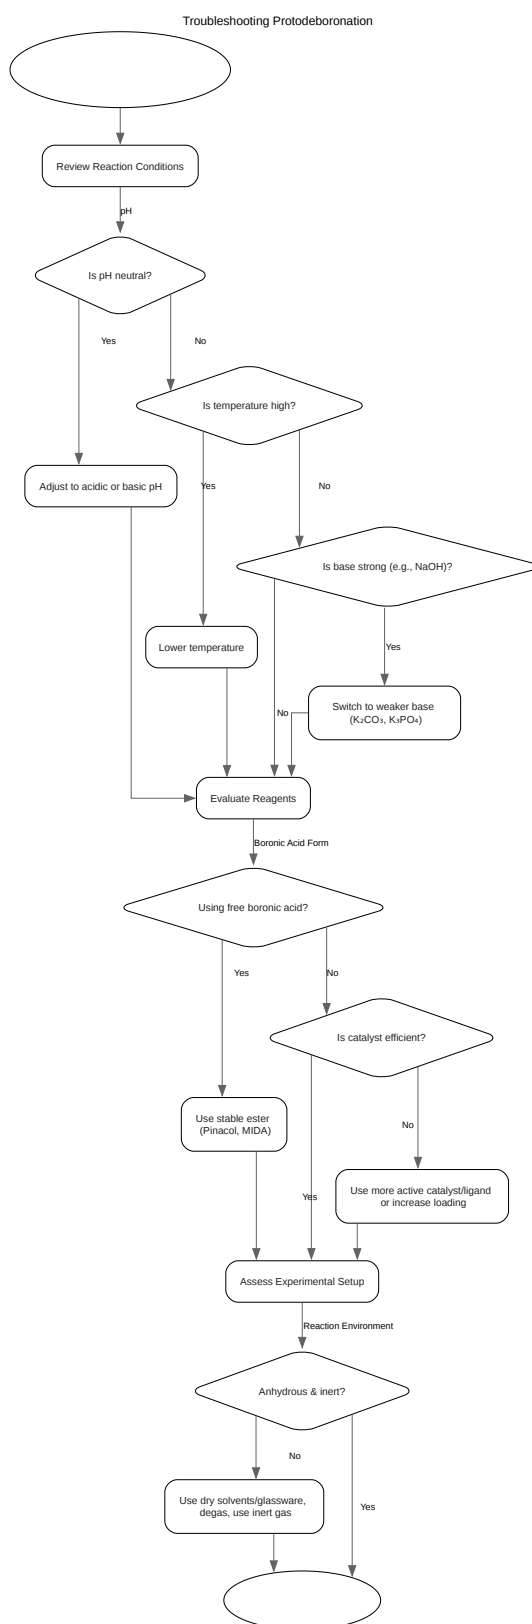 Troubleshooting Protodeboronation
Review Reaction Conditions
pH
Is pH neutral?
Yes
No
Is temperature high?
Adjust to acidic or basic pH
Yes
No
Is base strong (e.g., NaOH)?
Lower temperature
Yes
No
Switch to weaker base
(K₂CO₃, K₃PO₄)
Evaluate Reagents
Boronic Acid Form
Using free boronic acid?
Yes
No
Is catalyst efficient?
Use stable ester
(Pinacol, MIDA)
No
Yes
Use more active catalyst/ligand
or increase loading
Assess Experimental Setup
Reaction Environment
Anhydrous & inert?
No
Yes
Use dry solvents/glassware,
degas, use inert gas